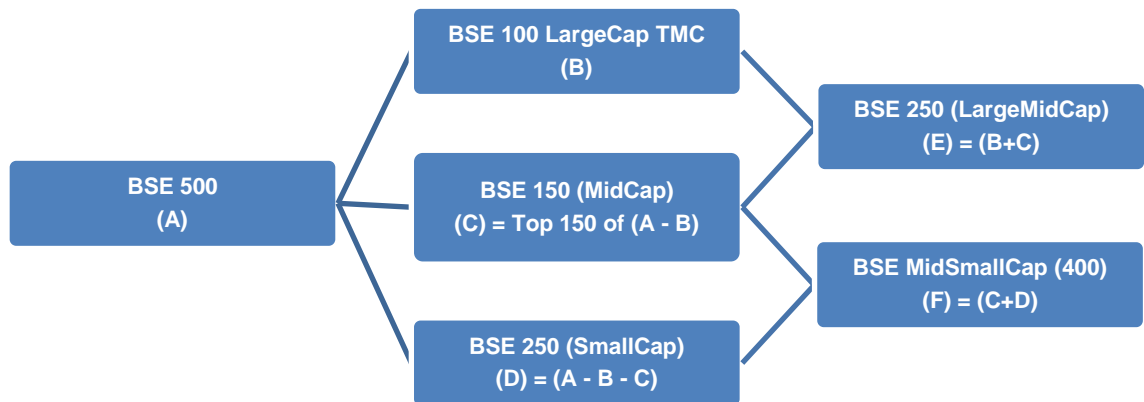 BSE 500
(A)
BSE 100 LargeCap TMC
(B)
BSE 150 (MidCap)
(C) = Top 150 of (A - B)
BSE 250 (SmallCap)
(D) = (A - B - C)
BSE 250 (LargeMidCap)
(E) = (B+C)
BSE MidSmallCap (400)
(F) = (C+D)